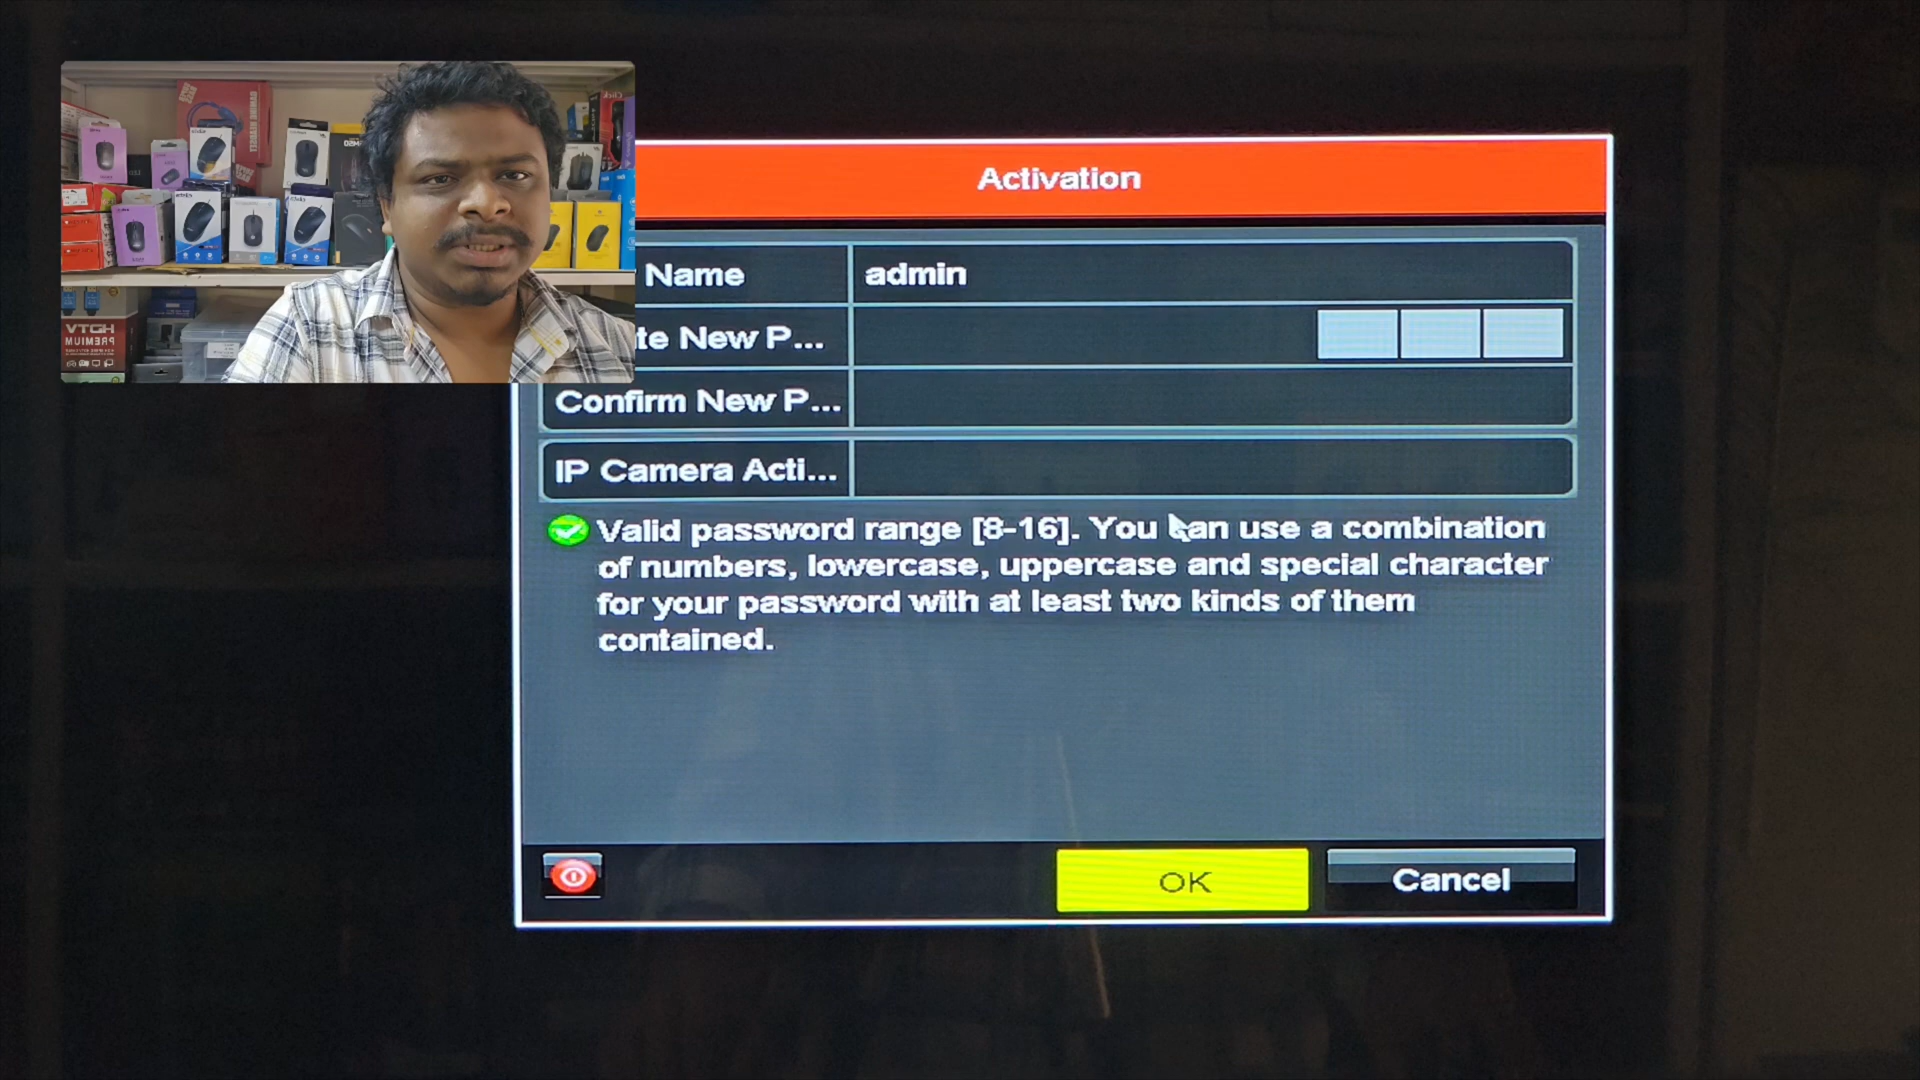 Activation
Name
admin
te New P...
Confirm New P...
IP Camera Acti...
Valid password range [8-16]. You can use a combination
of numbers, lowercase, uppercase and special character
for your password with at least two kinds of them
contained.
OK
Cancel
VTGH
PREMIUM